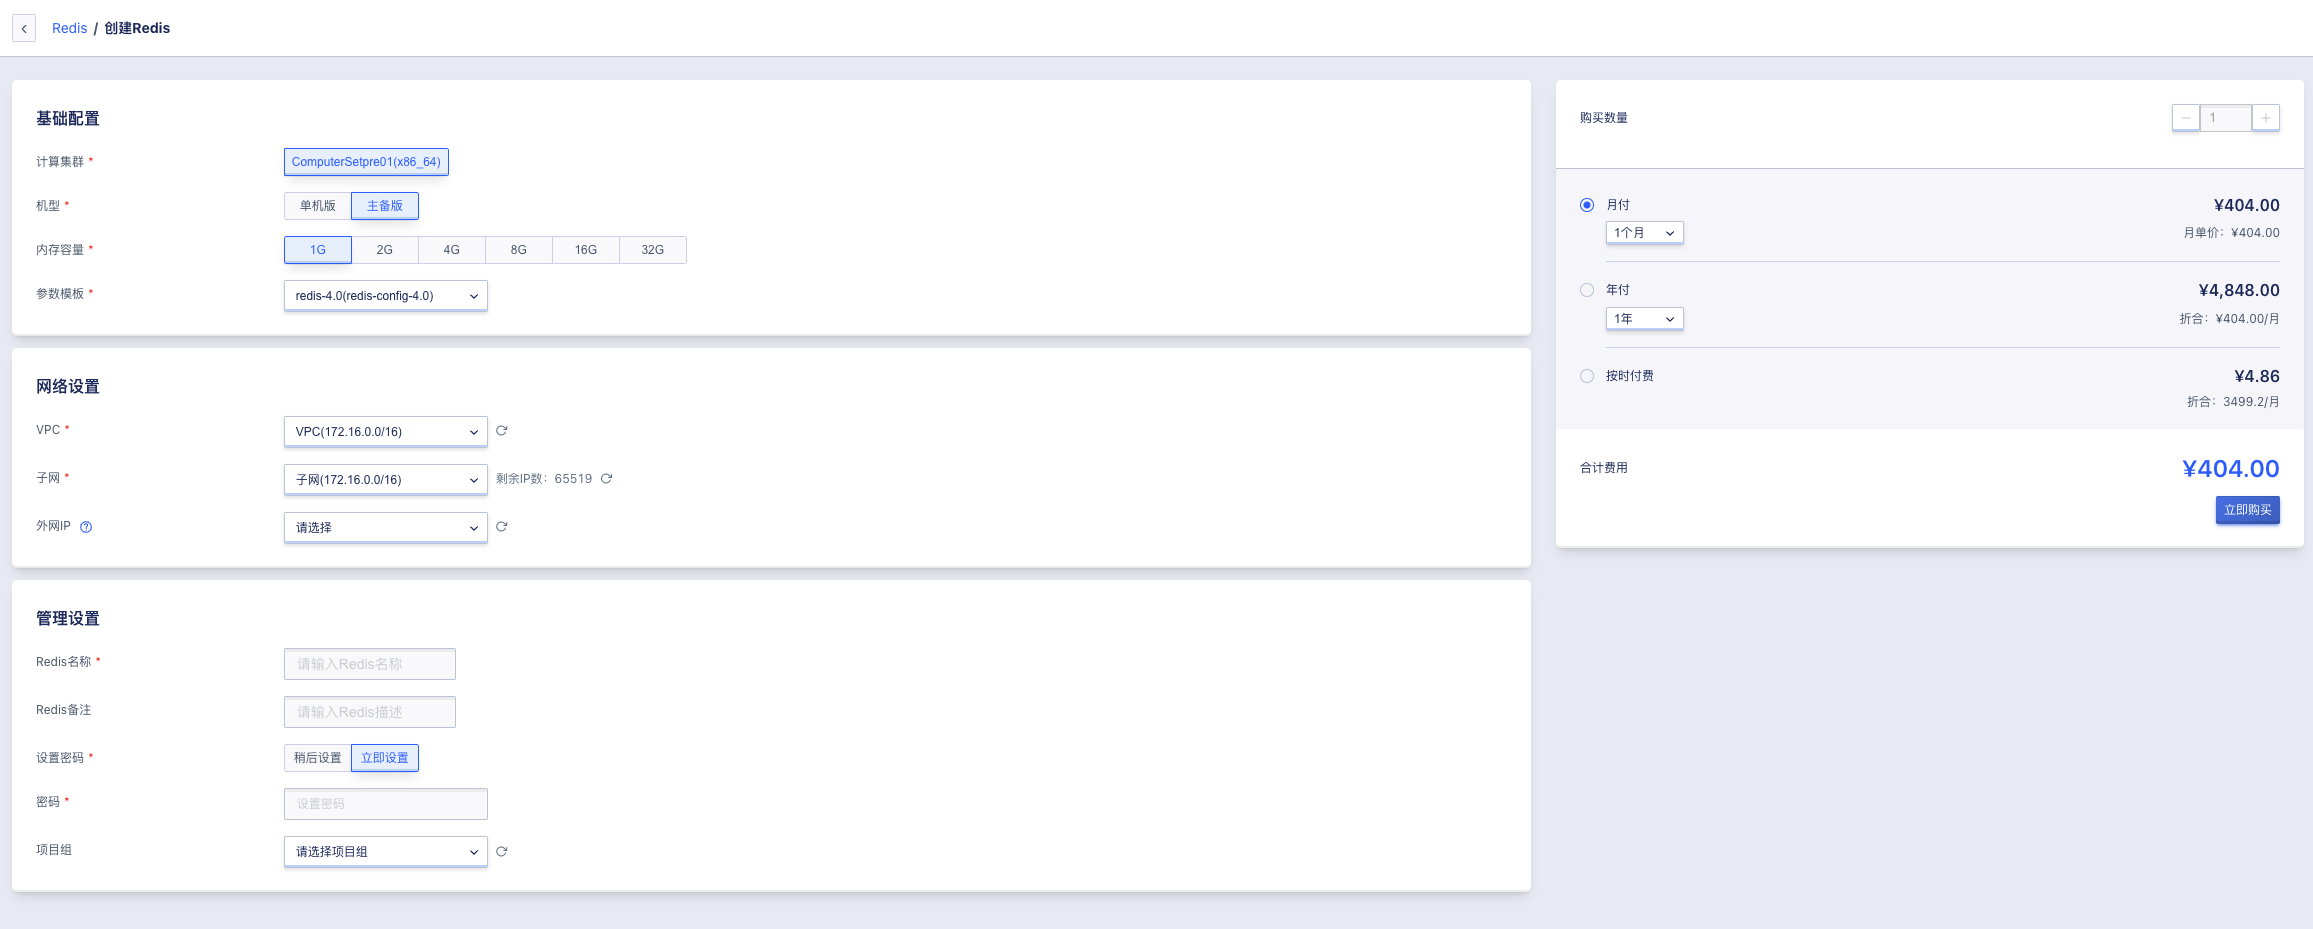 Redis / 创建Redis
基础配置
计算集群 * ComputerSetpre01(x86_64)
机型 * 单机版 主备版
内存容量 * 1G 2G 4G 8G 16G 32G
参数模板 * redis-4.0(redis-config-4.0)
网络设置
VPC * VPC(172.16.0.0/16)
子网 * 子网(172.16.0.0/16) 剩余IP数：65519
外网IP ? 请选择
管理设置
Redis名称 * 请输入Redis名称
Redis备注 请输入Redis描述
设置密码 * 稍后设置 立即设置
密码 * 设置密码
项目组 请选择项目组
购买数量 − 1 +
月付 ¥404.00
1个月 月单价：¥404.00
年付 ¥4,848.00
1年 折合：¥404.00/月
按时付费 ¥4.86
折合：3499.2/月
合计费用 ¥404.00
立即购买